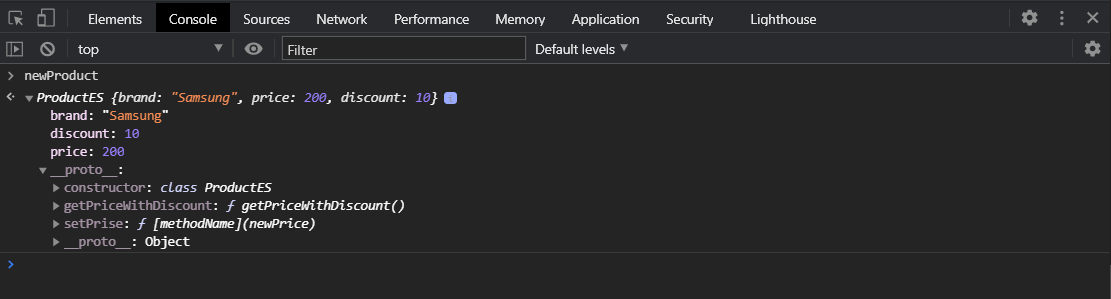 Elements Console Sources Network Performance Memory Application Security Lighthouse
top Filter Default levels
newProduct
ProductES {brand: "Samsung", price: 200, discount: 10}
brand: "Samsung"
discount: 10
price: 200
__proto__:
constructor: class ProductES
getPriceWithDiscount: ƒ getPriceWithDiscount()
setPrise: ƒ [methodName](newPrice)
__proto__: Object